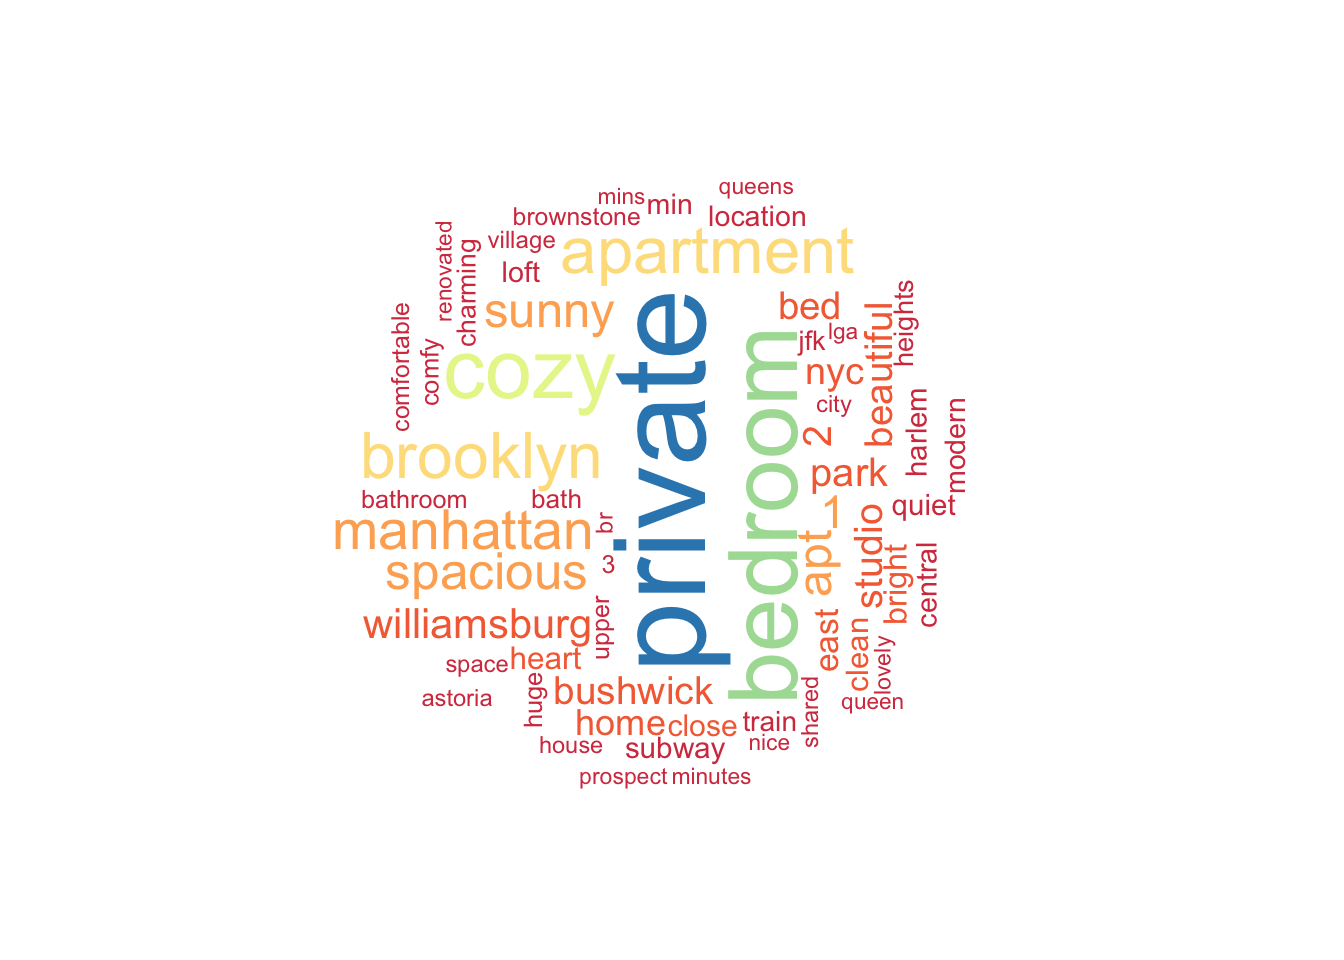 queens
mins
min
brownstone
location
village
apartment
renovated
charming
loft
sunny
bed
beautiful
heights
comfortable
comfy
cozy
private
bedroom
jfk
lga
nyc
city
2
harlem
modern
brooklyn
park
bathroom
bath
quiet
manhattan
br
1
apt
studio
spacious
3
bright
central
williamsburg
upper
east
clean
lovely
space
heart
astoria
huge
bushwick
queen
shared
home
close
train
nice
house
subway
prospect
minutes